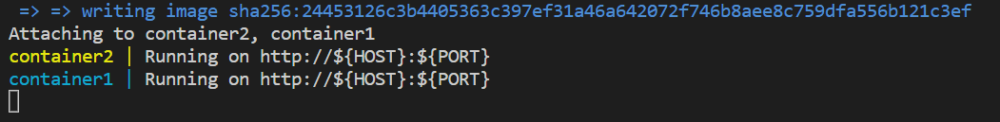 => => writing image sha256:24453126c3b4405363c397ef31a46a642072f746b8aee8c759dfa556b121c3ef
Attaching to container2, container1
container2 | Running on http://${HOST}:${PORT}
container1 | Running on http://${HOST}:${PORT}